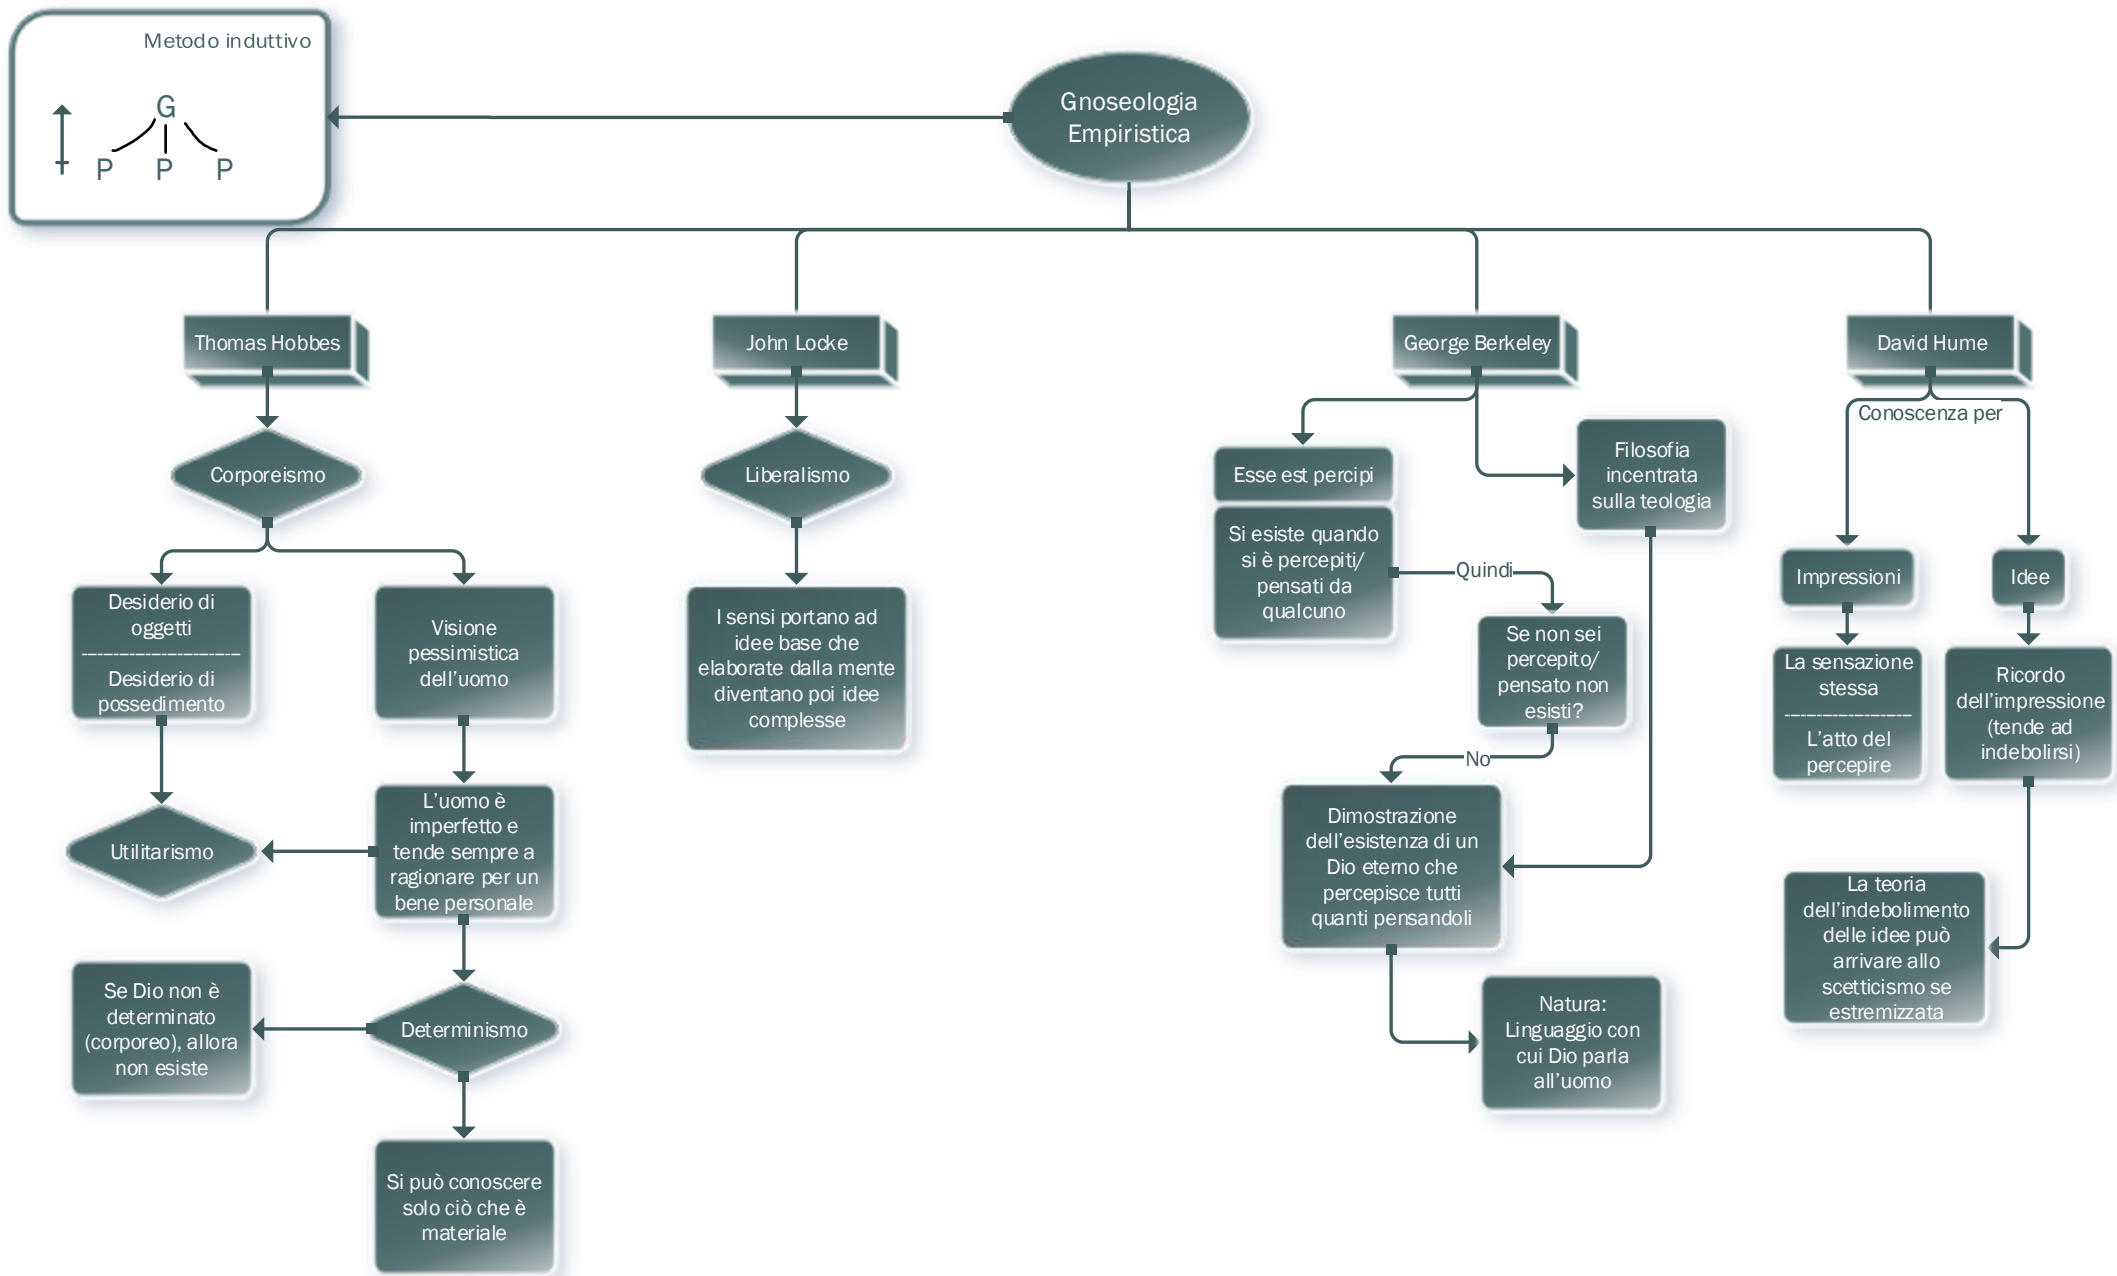 Metodo induttivo
G
P P P
Gnoseologia
Empiristica
Thomas Hobbes
Corporeismo
Desiderio di
oggetti
--------------------------
Desiderio di
possedimento
Visione
pessimistica
dell'uomo
L'uomo è
imperfetto e
tende sempre a
ragionare per un
bene personale
Utilitarismo
Determinismo
Se Dio non è
determinato
(corporeo), allora
non esiste
Si può conoscere
solo ciò che è
materiale
John Locke
Liberalismo
I sensi portano ad
idee base che
elaborate dalla mente
diventano poi idee
complesse
George Berkeley
Esse est percipi
Si esiste quando
si è percepiti/
pensati da
qualcuno
Filosofia
incentrata
sulla teologia
Quindi
Se non sei
percepito/
pensato non
esisti?
No
Dimostrazione
dell'esistenza di un
Dio eterno che
percepisce tutti
quanti pensandoli
Natura:
Linguaggio con
cui Dio parla
all'uomo
David Hume
Conoscenza per
Impressioni
La sensazione
stessa
---------------------
L'atto del
percepire
Idee
Ricordo
dell'impressione
(tende ad
indebolirsi)
La teoria
dell'indebolimento
delle idee può
arrivare allo
scetticismo se
estremizzata